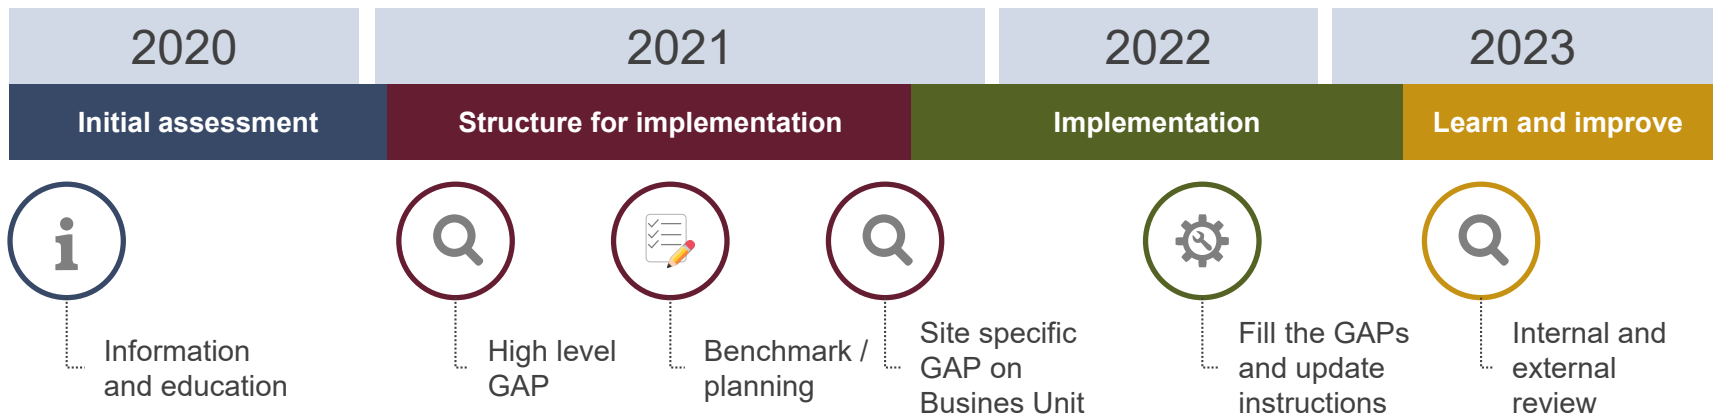 2020
2021
2022
2023
Initial assessment
Structure for implementation
Implementation
Learn and improve
Information
and education
High level
GAP
Benchmark /
planning
Site specific
GAP on
Busines Unit
Fill the GAPs
and update
instructions
Internal and
external
review